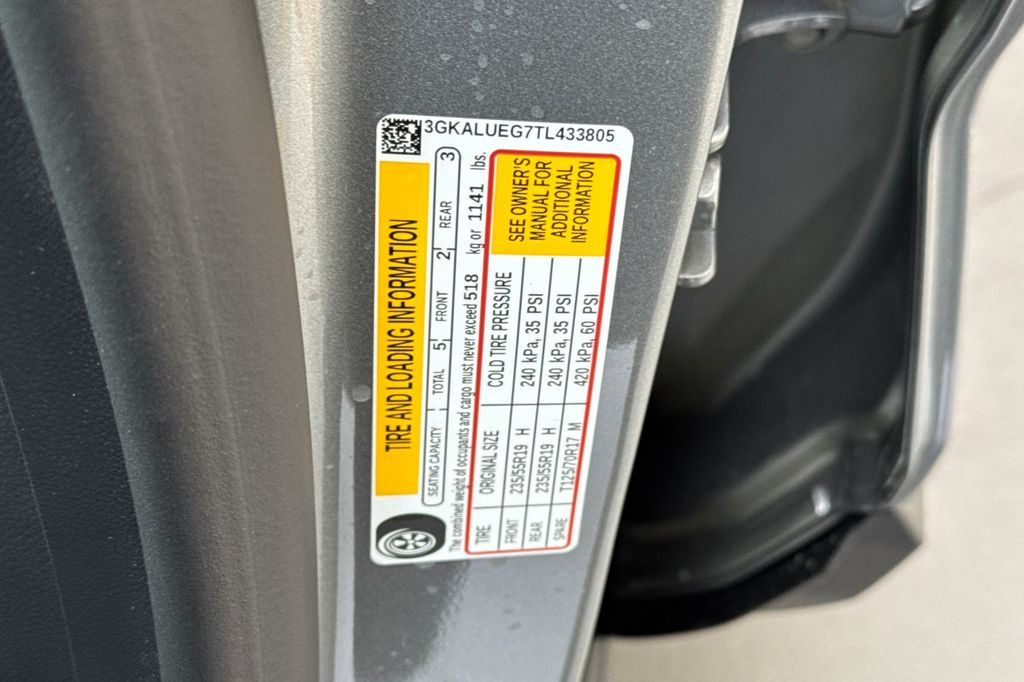 3GKALUEG7TL433805
TIRE AND LOADING INFORMATION
SEATING CAPACITY TOTAL 5 FRONT 2 REAR 3
The combined weight of occupants and cargo must never exceed 518 kg or 1141 lbs.
TIRE ORIGINAL SIZE COLD TIRE PRESSURE
FRONT 235/55R19 H 240 kPa, 35 PSI
REAR 235/55R19 H 240 kPa, 35 PSI
SPARE T125/70R17 M 420 kPa, 60 PSI
SEE OWNER'S
MANUAL FOR
ADDITIONAL
INFORMATION